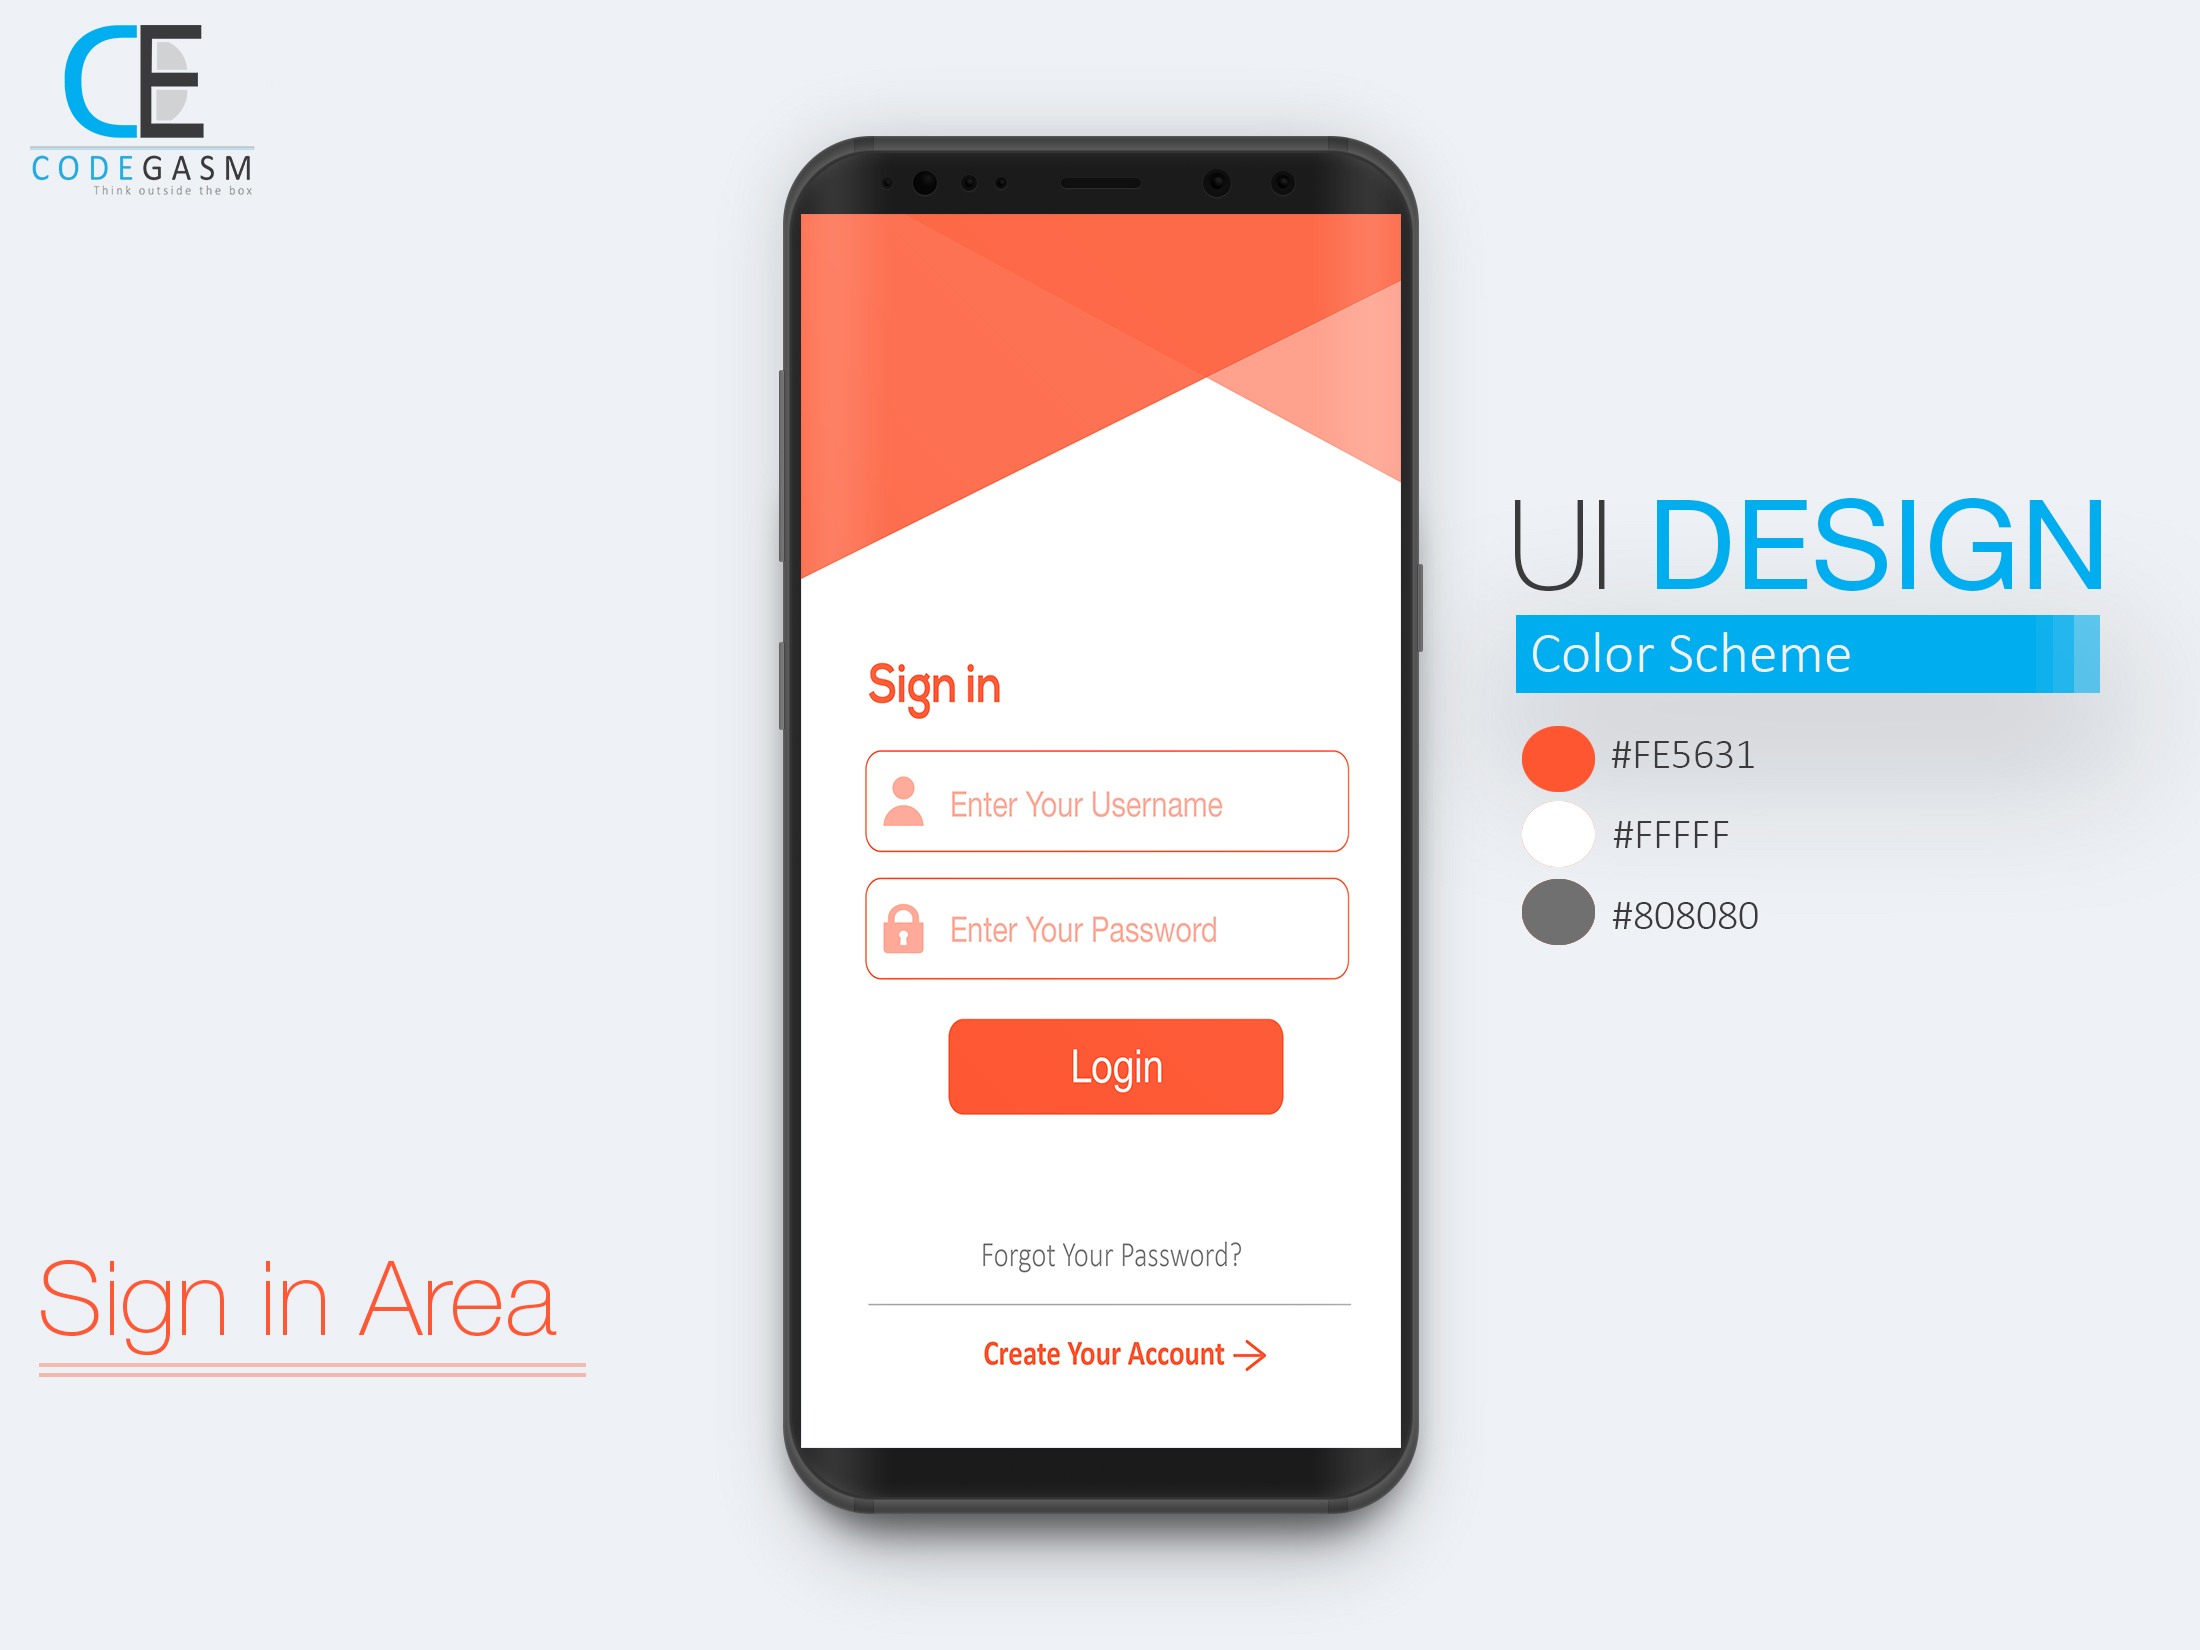 CE
CODEGASM
Think outside the box
Sign in
Enter Your Username
Enter Your Password
Login
Forgot Your Password?
Create Your Account
UI DESIGN
Color Scheme
#FE5631
#FFFFF
#808080
Sign in Area